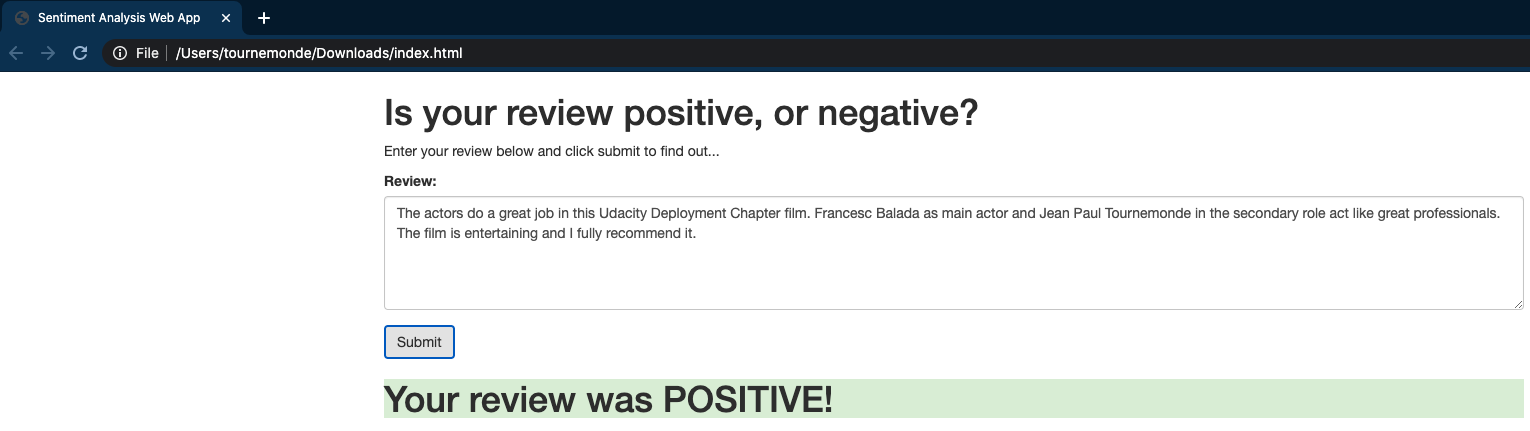 Sentiment Analysis Web App
File /Users/tournemonde/Downloads/index.html
Is your review positive, or negative?
Enter your review below and click submit to find out...
Review:
The actors do a great job in this Udacity Deployment Chapter film. Francesc Balada as main actor and Jean Paul Tournemonde in the secondary role act like great professionals.
The film is entertaining and I fully recommend it.
Submit
Your review was POSITIVE!